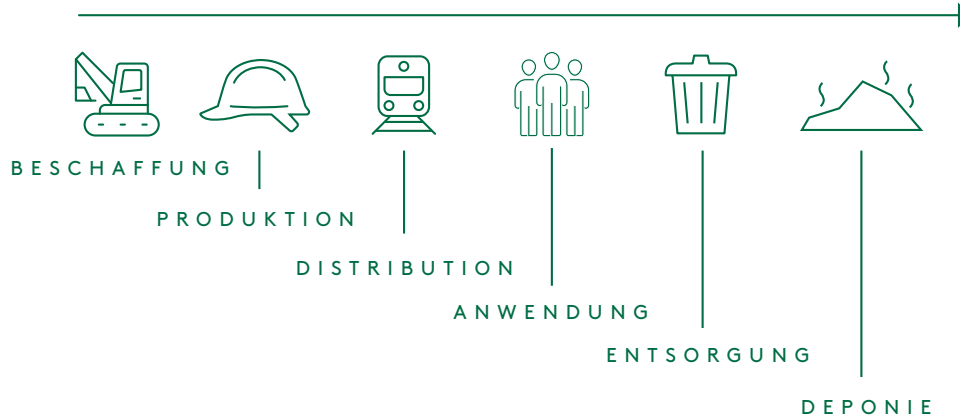 BESCHAFFUNG
PRODUKTION
DISTRIBUTION
ANWENDUNG
ENTSORGUNG
DEPONIE